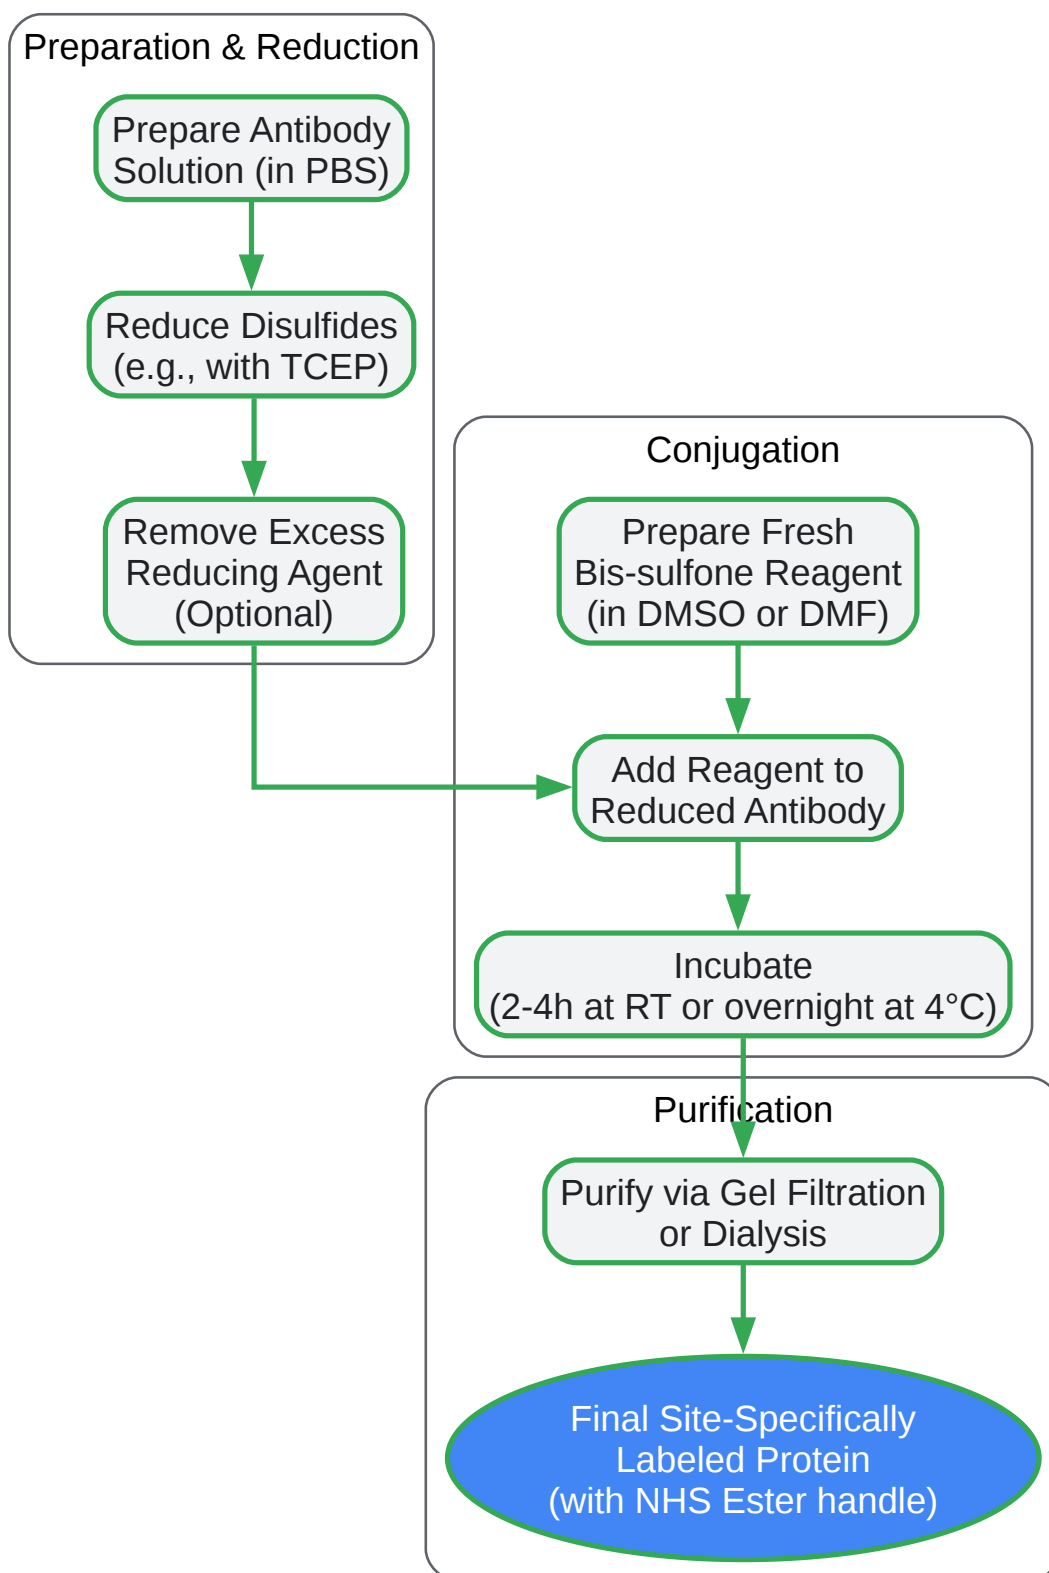 Preparation & Reduction
Prepare Antibody
Solution (in PBS)
Reduce Disulfides
(e.g., with TCEP)
Remove Excess
Reducing Agent
(Optional)
Conjugation
Prepare Fresh
Bis-sulfone Reagent
(in DMSO or DMF)
Add Reagent to
Reduced Antibody
Incubate
(2-4h at RT or overnight at 4°C)
Purification
Purify via Gel Filtration
or Dialysis
Final Site-Specifically
Labeled Protein
(with NHS Ester handle)